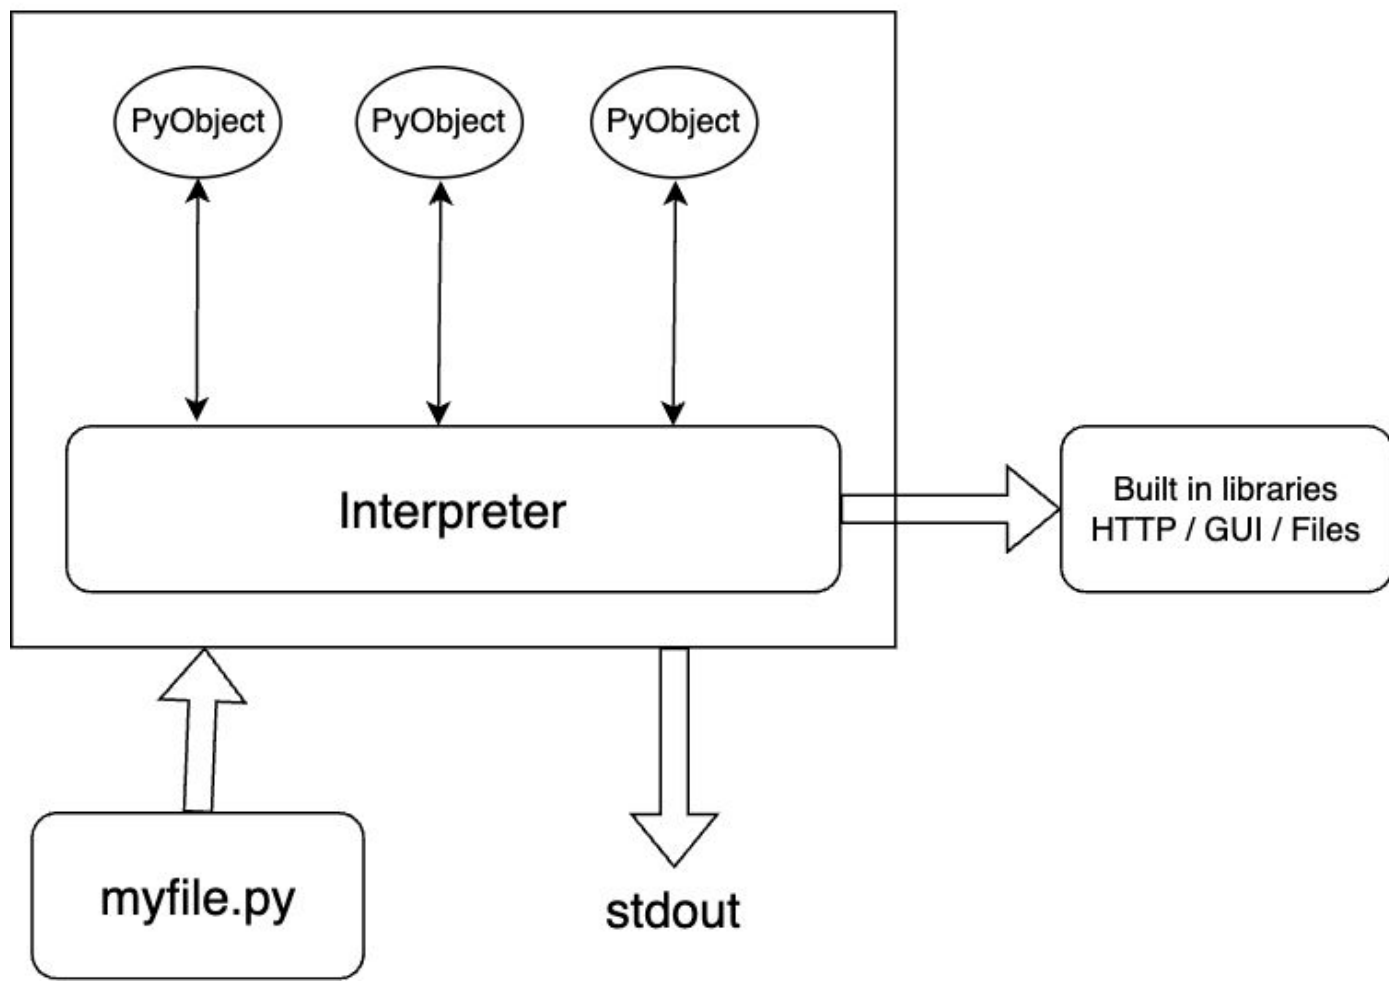 PyObject
PyObject
PyObject
Interpreter
Built in libraries
HTTP / GUI / Files
myfile.py
stdout